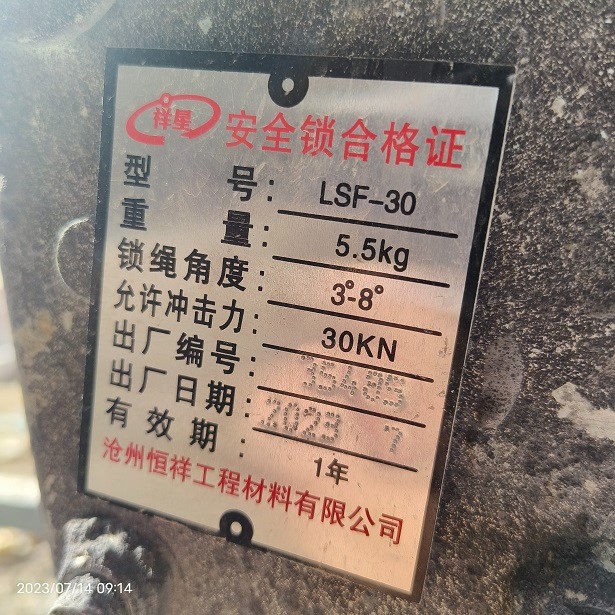 祥星 安全锁合格证
型号: LSF-30
重量: 5.5kg
锁绳角度: 3°-8°
允许冲击力: 30KN
出厂编号:
出厂日期: 2023 7
有效期: 1年
沧州恒祥工程材料有限公司
2023/07/14 09:14